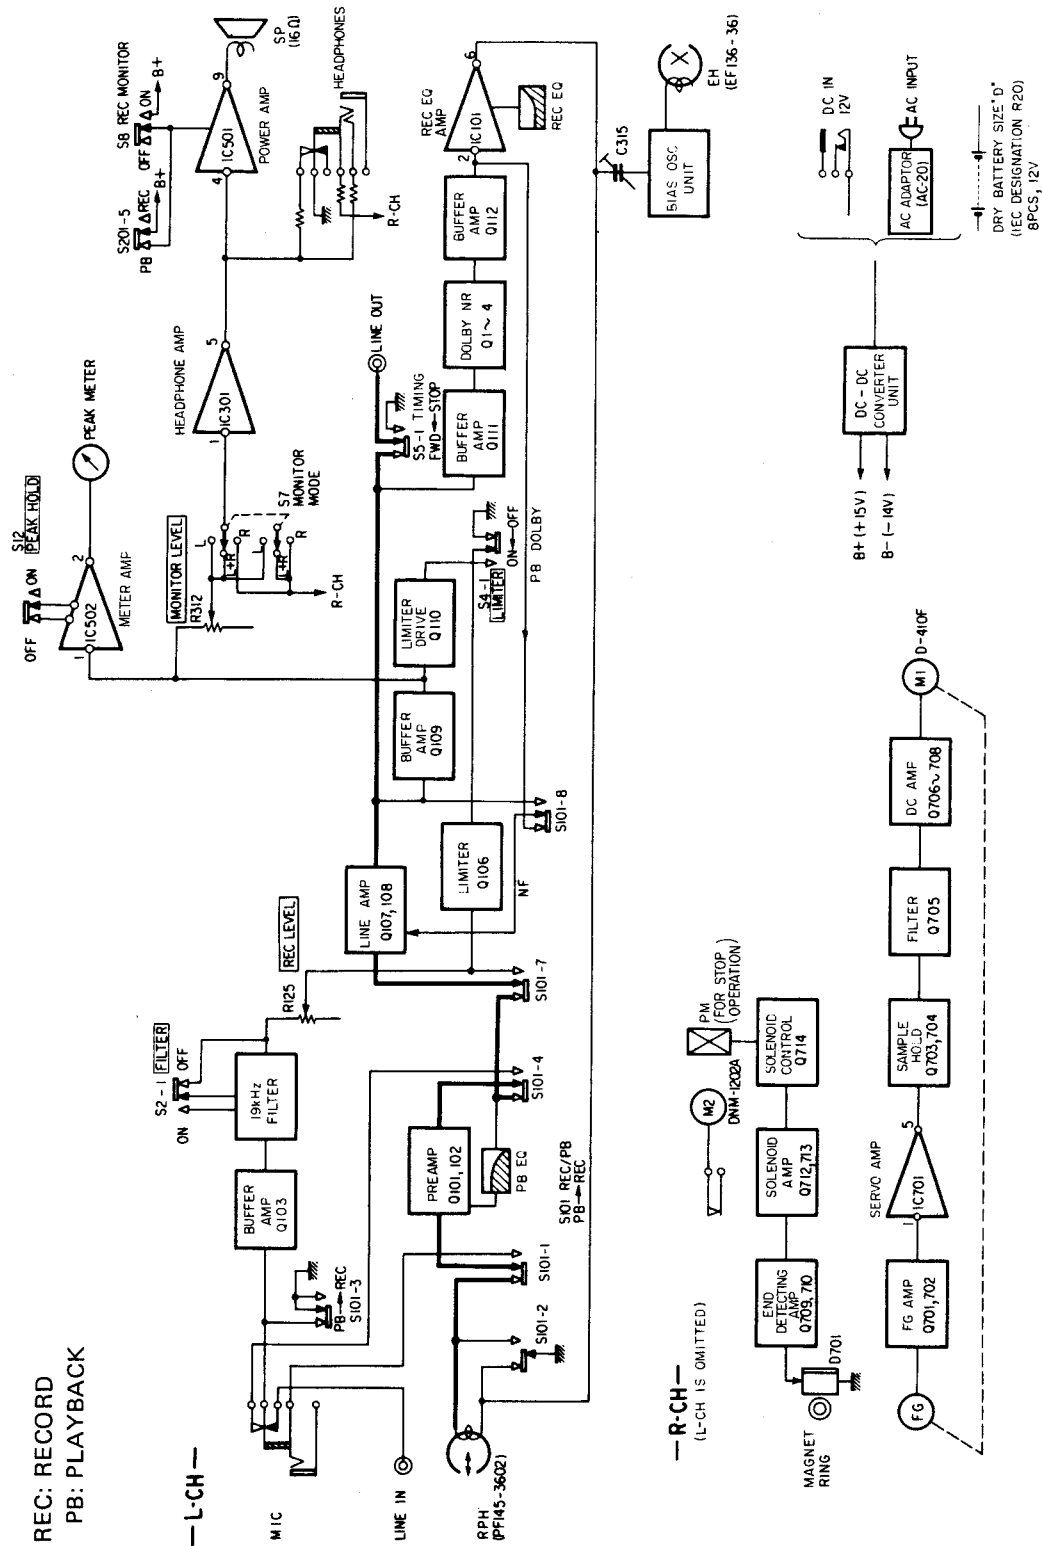 REC: RECORD
PB: PLAYBACK
— L-CH —
MIC
LINE IN
RPH
(PF145-3602)
BUFFER
AMP
Q103
PB → REC
S101-3
S2-1 FILTER
ON
OFF
19kHz
FILTER
R125
REC LEVEL
S101-2
S101-1
PREAMP
Q101, 102
PB EQ
S101-4
S101 REC/PB
PB → REC
S101-7
LINE AMP
Q107, 108
LIMITER
Q106
NF
S101-8
BUFFER
AMP
Q109
LIMITER
DRIVE
Q110
S4-1
LIMITER
ON ← OFF
PB DOLBY
S12
PEAK HOLD
OFF
ON
1
IC502
2
METER AMP
PEAK METER
MONITOR LEVEL
R312
L
L+R
R
L
L+R
R
S7
MONITOR
MODE
R-CH
HEADPHONE AMP
1
IC301
5
S5-1 TIMING
FWD ← STOP
LINE OUT
BUFFER
AMP
Q111
DOLBY NR
Q1~4
BUFFER
AMP
Q112
REC EQ
AMP
2
IC101
6
REC EQ
S201-5
PB
REC
B+
S8 REC MONITOR
OFF
ON
B+
4
IC501
9
POWER AMP
SP
(16Ω)
HEADPHONES
R-CH
C315
BIAS OSC
UNIT
EH
(EF136-36)
— R-CH —
(L-CH IS OMITTED)
MAGNET
RING
D701
END
DETECTING
AMP
Q709, 710
SOLENOID
AMP
Q712, 713
SOLENOID
CONTROL
Q714
M2
DNM-1202A
PM
(FOR STOP
OPERATION)
FG
FG AMP
Q701, 702
SERVO AMP
1
IC701
5
SAMPLE
HOLD
Q703, 704
FILTER
Q705
DC AMP
Q706~708
M1
D-410F
B+ (+15V)
B- (-14V)
DC-DC
CONVERTER
UNIT
AC ADAPTOR
(AC-20)
AC INPUT
DC IN
12V
DRY BATTERY SIZE "D"
(IEC DESIGNATION R20)
8PCS, 12V